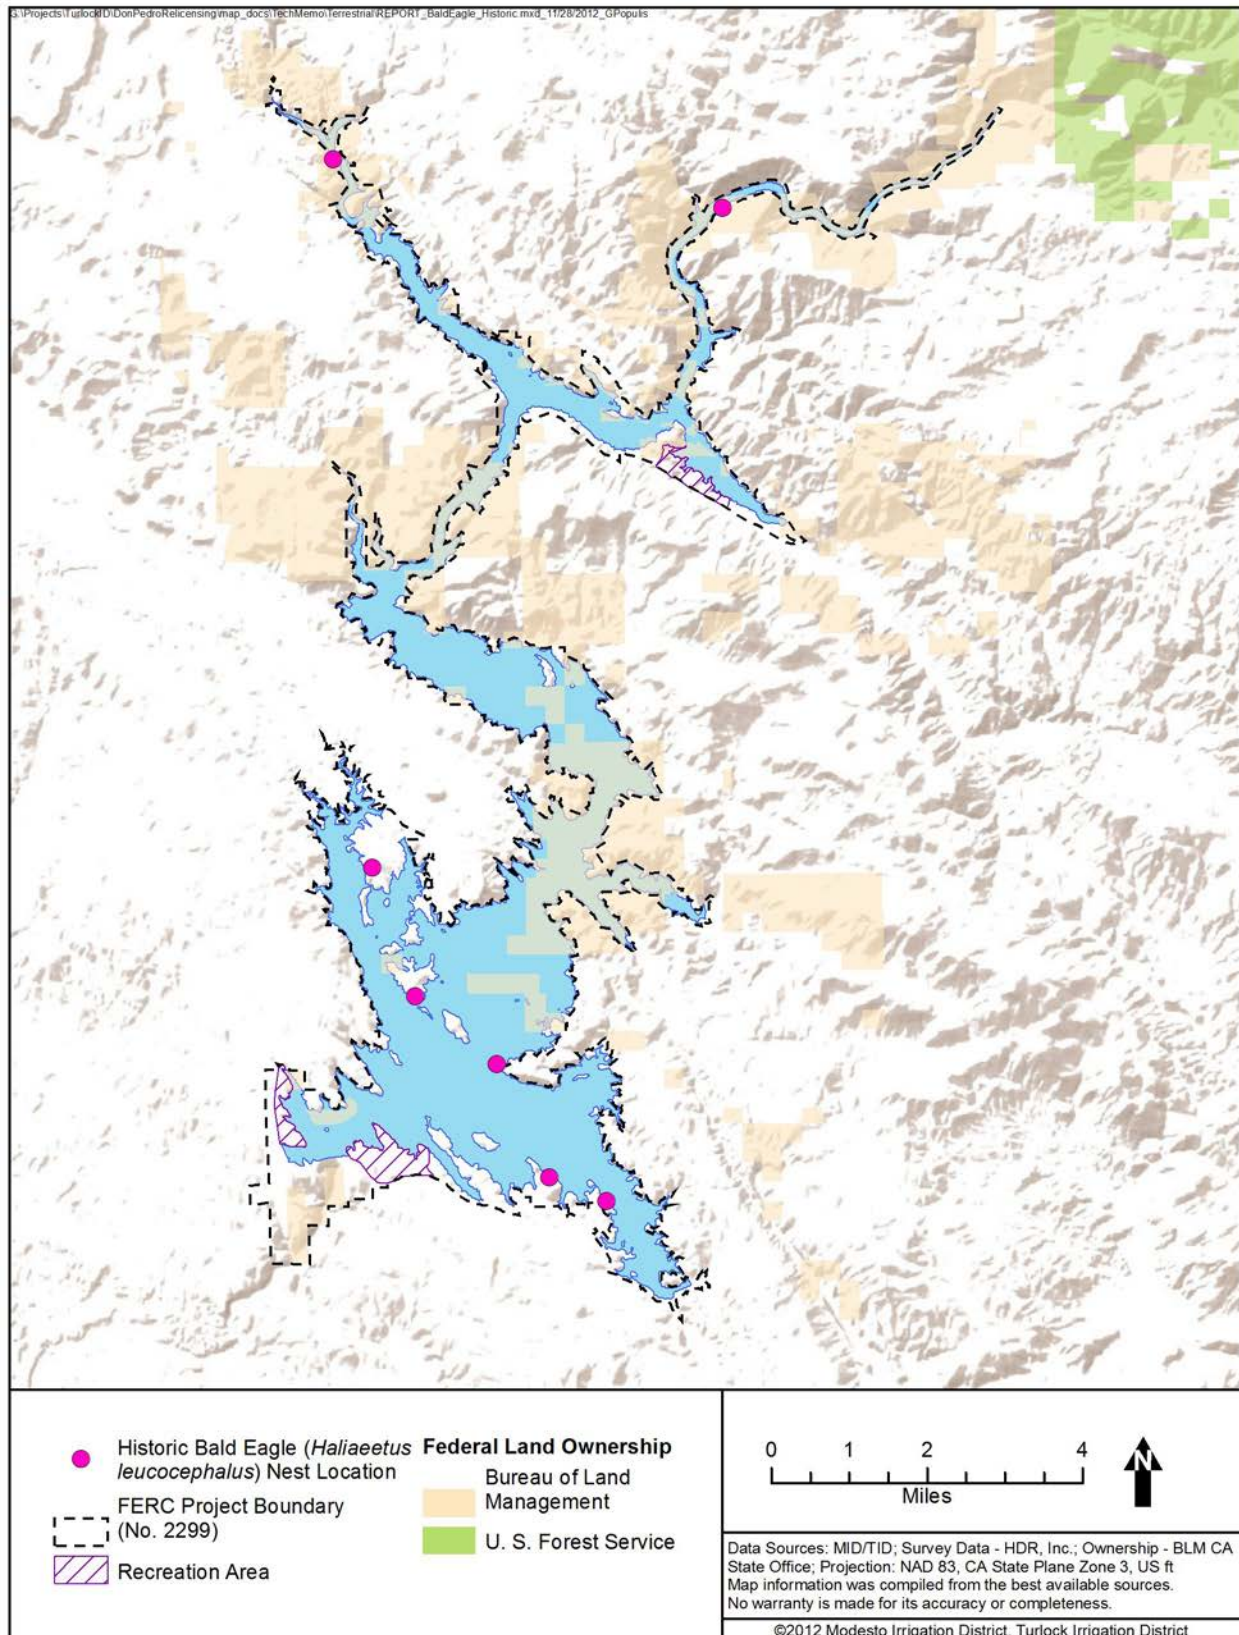 G:\Projects\TurlockID\DonPedroRelicensing\map_docs\TechMemo\Terrestrial\REPORT_BaldEagle_Historic.mxd_11/28/2012_GPopulis
Historic Bald Eagle (Haliaeetus
leucocephalus) Nest Location
FERC Project Boundary
(No. 2299)
Recreation Area
Federal Land Ownership
Bureau of Land
Management
U. S. Forest Service
0 1 2 4
Miles
N
Data Sources: MID/TID; Survey Data - HDR, Inc.; Ownership - BLM CA
State Office; Projection: NAD 83, CA State Plane Zone 3, US ft
Map information was compiled from the best available sources.
No warranty is made for its accuracy or completeness.
©2012 Modesto Irrigation District, Turlock Irrigation District